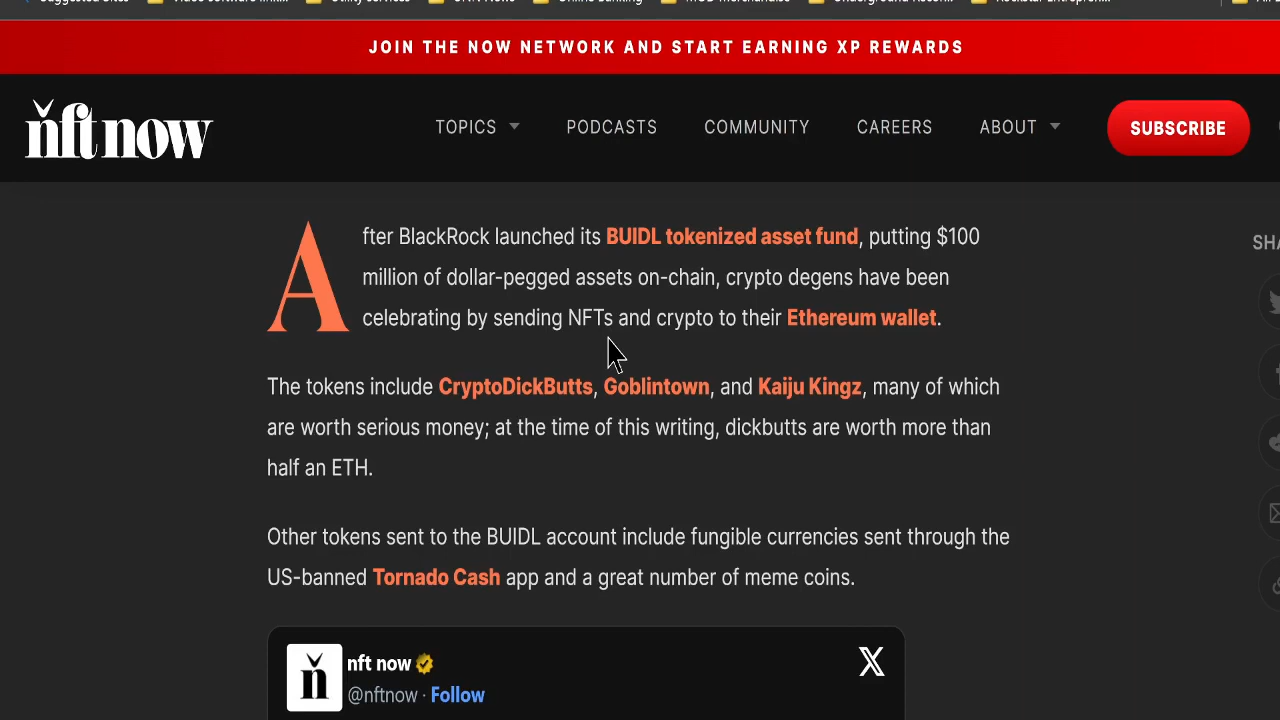 JOIN THE NOW NETWORK AND START EARNING XP REWARDS
nft now
TOPICS PODCASTS COMMUNITY CAREERS ABOUT SUBSCRIBE
After BlackRock launched its BUIDL tokenized asset fund, putting $100
million of dollar-pegged assets on-chain, crypto degens have been
celebrating by sending NFTs and crypto to their Ethereum wallet.
The tokens include CryptoDickButts, Goblintown, and Kaiju Kingz, many of which
are worth serious money; at the time of this writing, dickbutts are worth more than
half an ETH.
Other tokens sent to the BUIDL account include fungible currencies sent through the
US-banned Tornado Cash app and a great number of meme coins.
nft now
@nftnow · Follow